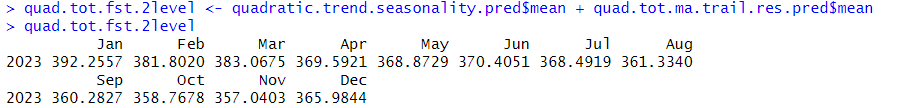 > quad.tot.fst.2level <- quadratic.trend.seasonality.pred$mean + quad.tot.ma.trail.res.pred$mean
> quad.tot.fst.2level
Jan Feb Mar Apr May Jun Jul Aug
2023 392.2557 381.8020 383.0675 369.5921 368.8729 370.4051 368.4919 361.3340
Sep Oct Nov Dec
2023 360.2827 358.7678 357.0403 365.9844